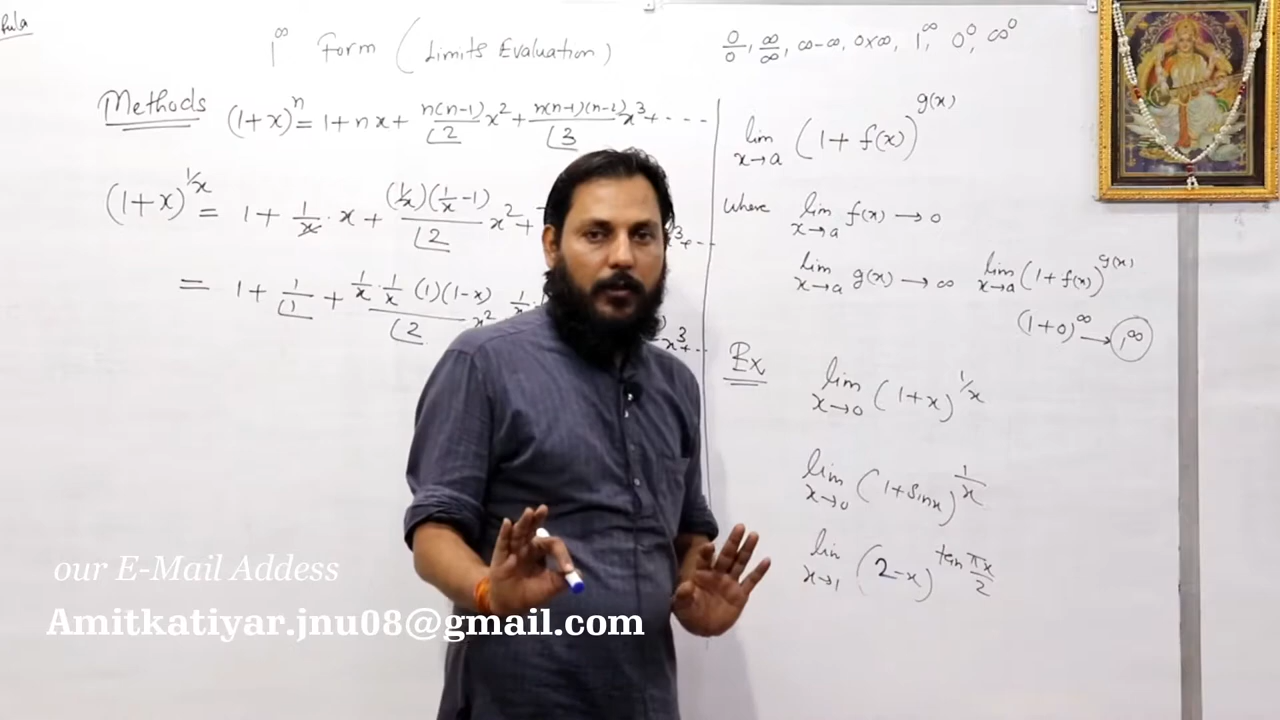 1^∞ Form (Limits Evaluation)
0/0, ∞/∞, ∞-∞, 0×∞, 1^∞, 0^0, ∞^0
Methods (1+x)^n = 1+nx+ n(n-1)/⌊2 x^2 + n(n-1)(n-2)/⌊3 x^3 + ---
(1+x)^1/x = 1 + 1/x · x + (1/x)(1/x -1)/⌊2 x^2 +
x^3 + --
= 1 + 1/⌊1 + 1/x · 1/x (1)(1-x)/⌊2 x^2
x^3 + --
lim x→a (1+ f(x))^g(x)
where lim x→a f(x) → 0
lim x→a g(x) → ∞ lim x→a (1+f(x))^g(x)
(1+0)^∞ → 1^∞
Ex lim x→0 (1+x)^1/x
lim x→0 (1+Sinx)^1/x
lim x→1 (2-x)^tan πx/2
our E-Mail Addess
Amitkatiyar.jnu08@gmail.com